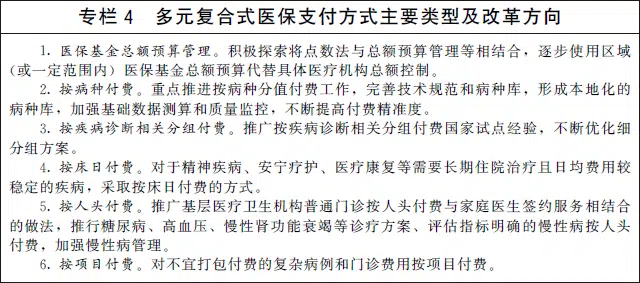 专栏4 多元复合式医保支付方式主要类型及改革方向
1. 医保基金总额预算管理。积极探索将点数法与总额预算管理等相结合，逐步使用区域
(或一定范围内) 医保基金总额预算代替具体医疗机构总额控制。
2. 按病种付费。重点推进按病种分值付费工作，完善技术规范和病种库，形成本地化的
病种库，加强基础数据测算和质量监控，不断提高付费精准度。
3. 按疾病诊断相关分组付费。推广按疾病诊断相关分组付费国家试点经验，不断优化细
分组方案。
4. 按床日付费。对于精神疾病、安宁疗护、医疗康复等需要长期住院治疗且日均费用较
稳定的疾病，采取按床日付费的方式。
5. 按人头付费。推广基层医疗卫生机构普通门诊按人头付费与家庭医生签约服务相结合
的做法，推行糖尿病、高血压、慢性肾功能衰竭等诊疗方案、评估指标明确的慢性病按人头
付费，加强慢性病管理。
6. 按项目付费。对不宜打包付费的复杂病例和门诊费用按项目付费。